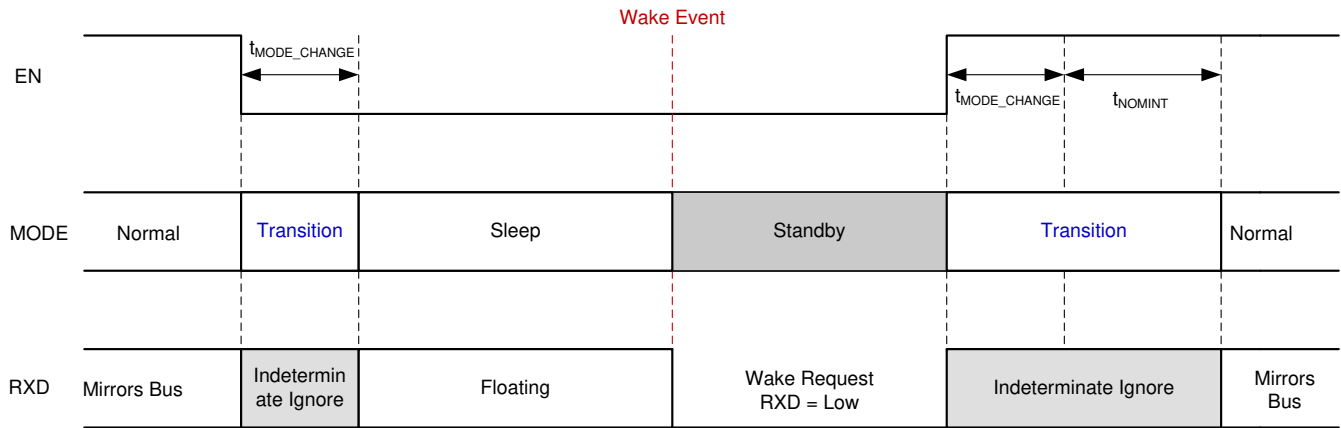 Wake Event
EN
tMODE_CHANGE
tMODE_CHANGE
tNOMINT
MODE
Normal
Transition
Sleep
Standby
Transition
Normal
RXD
Mirrors Bus
Indetermin
ate Ignore
Floating
Wake Request
RXD = Low
Indeterminate Ignore
Mirrors
Bus